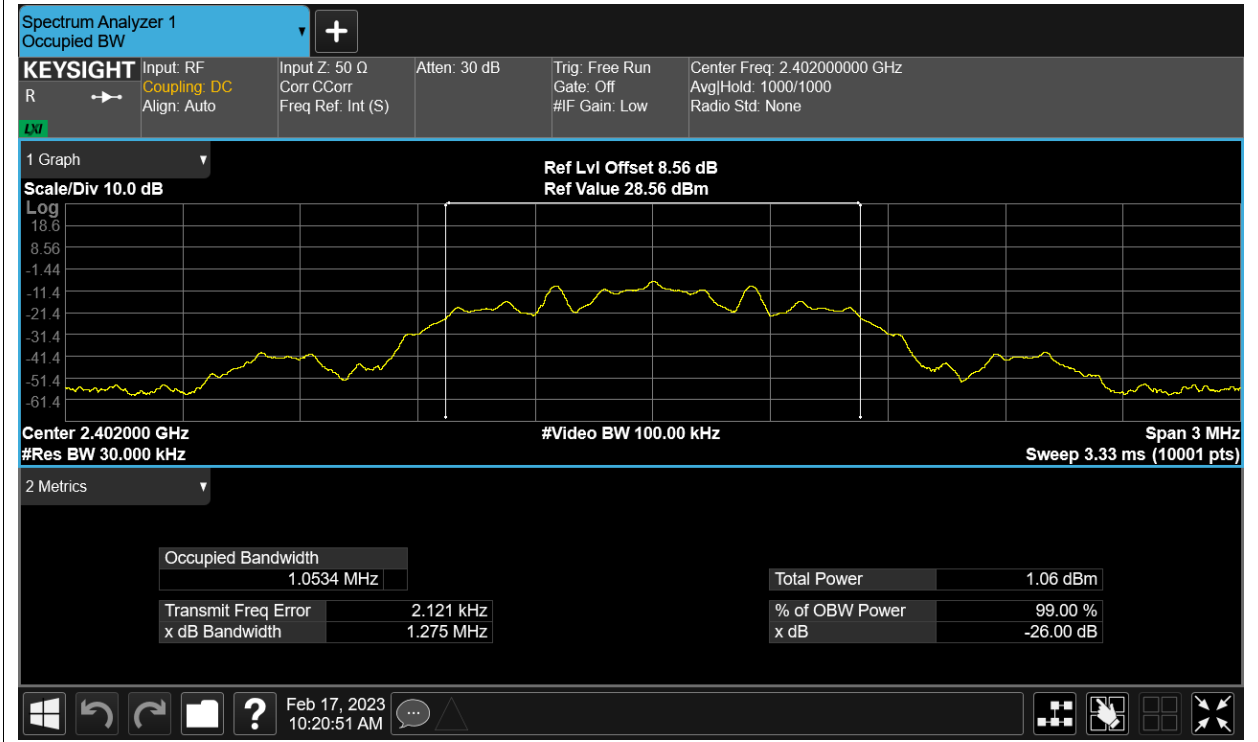 Spectrum Analyzer 1
Occupied BW
KEYSIGHT
R
LXI
Input: RF
Coupling: DC
Align: Auto
Input Z: 50 Ω
Corr CCorr
Freq Ref: Int (S)
Atten: 30 dB
Trig: Free Run
Gate: Off
#IF Gain: Low
Center Freq: 2.402000000 GHz
Avg|Hold: 1000/1000
Radio Std: None
1 Graph
Scale/Div 10.0 dB
Ref Lvl Offset 8.56 dB
Ref Value 28.56 dBm
Log
18.6
8.56
-1.44
-11.4
-21.4
-31.4
-41.4
-51.4
-61.4
Center 2.402000 GHz
#Video BW 100.00 kHz
Span 3 MHz
#Res BW 30.000 kHz
Sweep 3.33 ms (10001 pts)
2 Metrics
Occupied Bandwidth
1.0534 MHz
Total Power 1.06 dBm
Transmit Freq Error 2.121 kHz
% of OBW Power 99.00 %
x dB Bandwidth 1.275 MHz
x dB -26.00 dB
?
Feb 17, 2023
10:20:51 AM